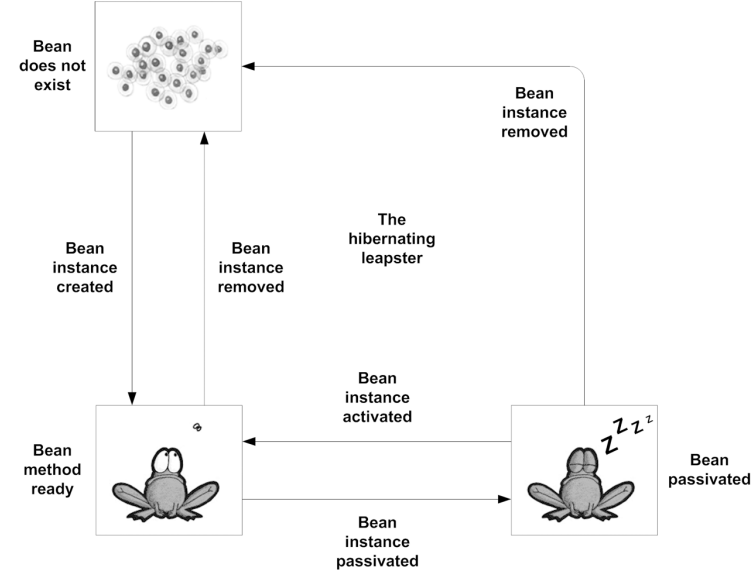 Bean
does not
exist
Bean
instance
removed
The
hibernating
leapster
Bean
instance
created
Bean
instance
removed
Bean
instance
activated
Bean
method
ready
z z z z
Bean
passivated
Bean
instance
passivated